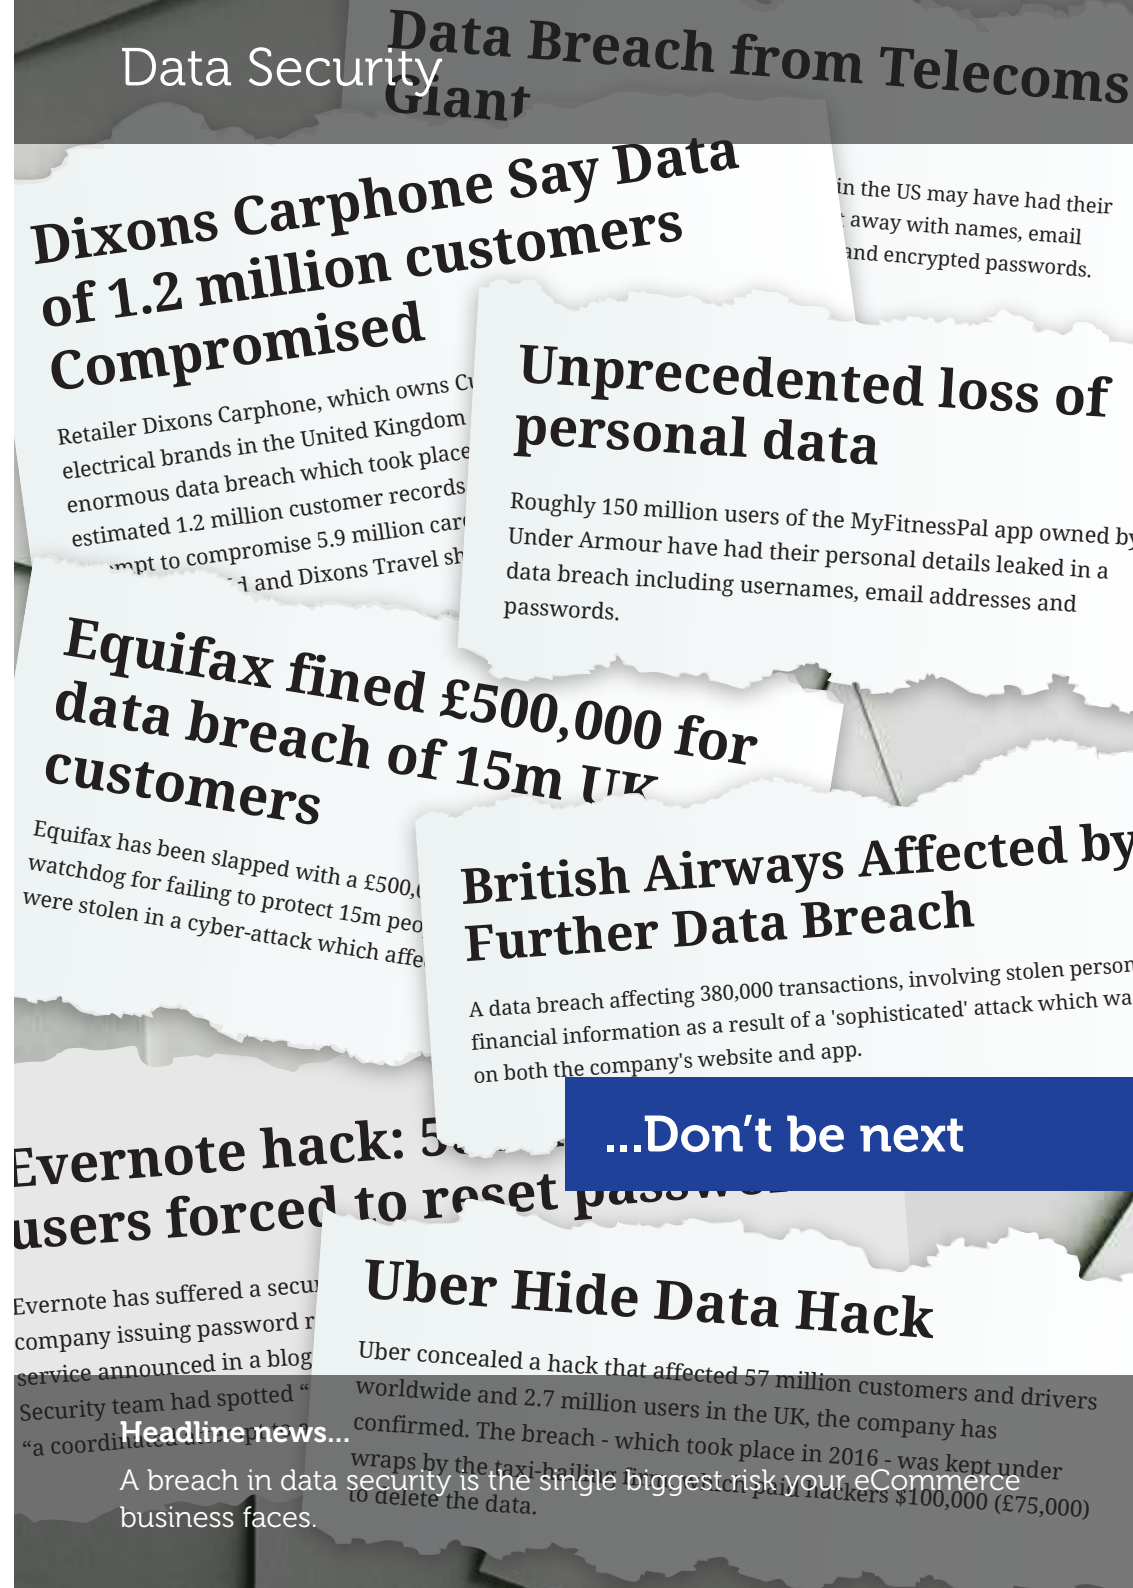 Data Security
Data Breach from Telecoms
Giant
in the US may have had their
away with names, email
and encrypted passwords.
Dixons Carphone Say Data
of 1.2 million customers
Compromised
Retailer Dixons Carphone, which owns
electrical brands in the United Kingdom
enormous data breach which took place
estimated 1.2 million customer records
to compromise 5.9 million
and Dixons Travel
Unprecedented loss of
personal data
Roughly 150 million users of the MyFitnessPal app owned by
Under Armour have had their personal details leaked in a
data breach including usernames, email addresses and
passwords.
Equifax fined £500,000 for
data breach of 15m UK
customers
Equifax has been slapped with a
watchdog for failing to protect 15m
were stolen in a cyber-attack which
British Airways Affected by
Further Data Breach
A data breach affecting 380,000 transactions, involving stolen
financial information as a result of a 'sophisticated' attack which
on both the company's website and app.
...Don't be next
Evernote hack:
users forced to reset
Evernote has suffered a
company issuing password
service announced in a blog
Security team had spotted “
“a
Uber Hide Data Hack
Uber concealed a hack that affected 57 million customers and drivers
worldwide and 2.7 million users in the UK, the company has
confirmed. The breach - which took place in 2016 - was kept under
wraps by the taxi-hailing firm which paid hackers $100,000 (£75,000)
to delete the data.
Headline news...
A breach in data security is the single biggest risk your eCommerce
business faces.